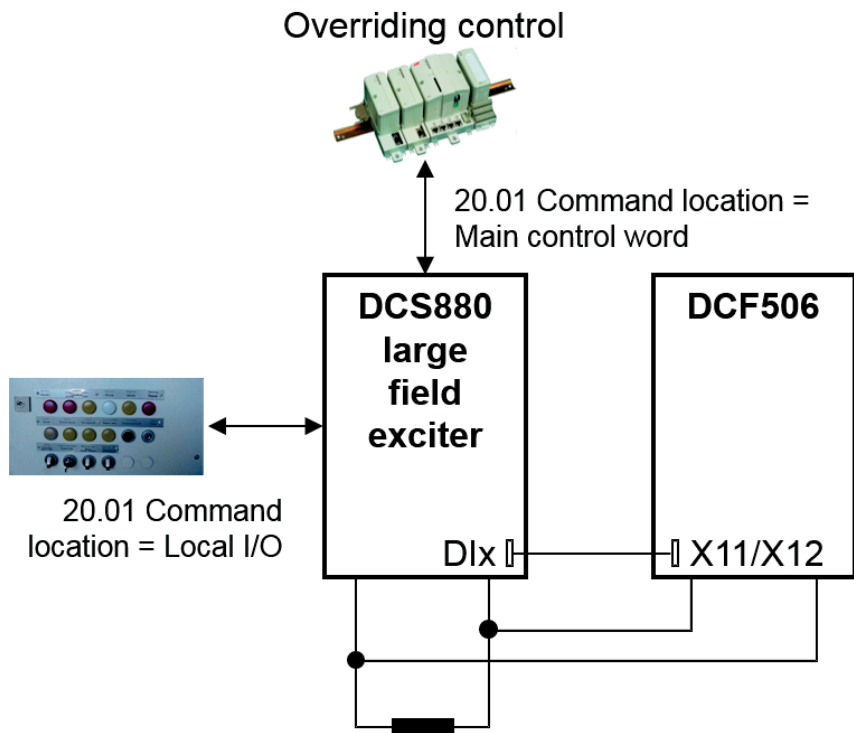 Overriding control
20.01 Command location =
Main control word
DCS880
large
field
exciter
DCF506
20.01 Command
location = Local I/O
DIx
X11/X12